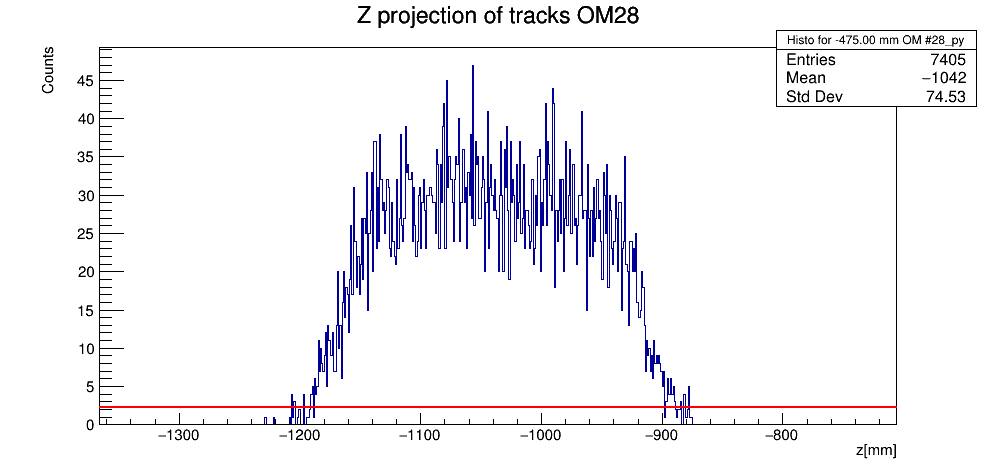 Z projection of tracks OM28
Histo for -475.00 mm OM #28_py
Entries 7405
Mean −1042
Std Dev 74.53
Counts
45
40
35
30
25
20
15
10
5
0
−1300 −1200 −1100 −1000 −900 −800
z[mm]